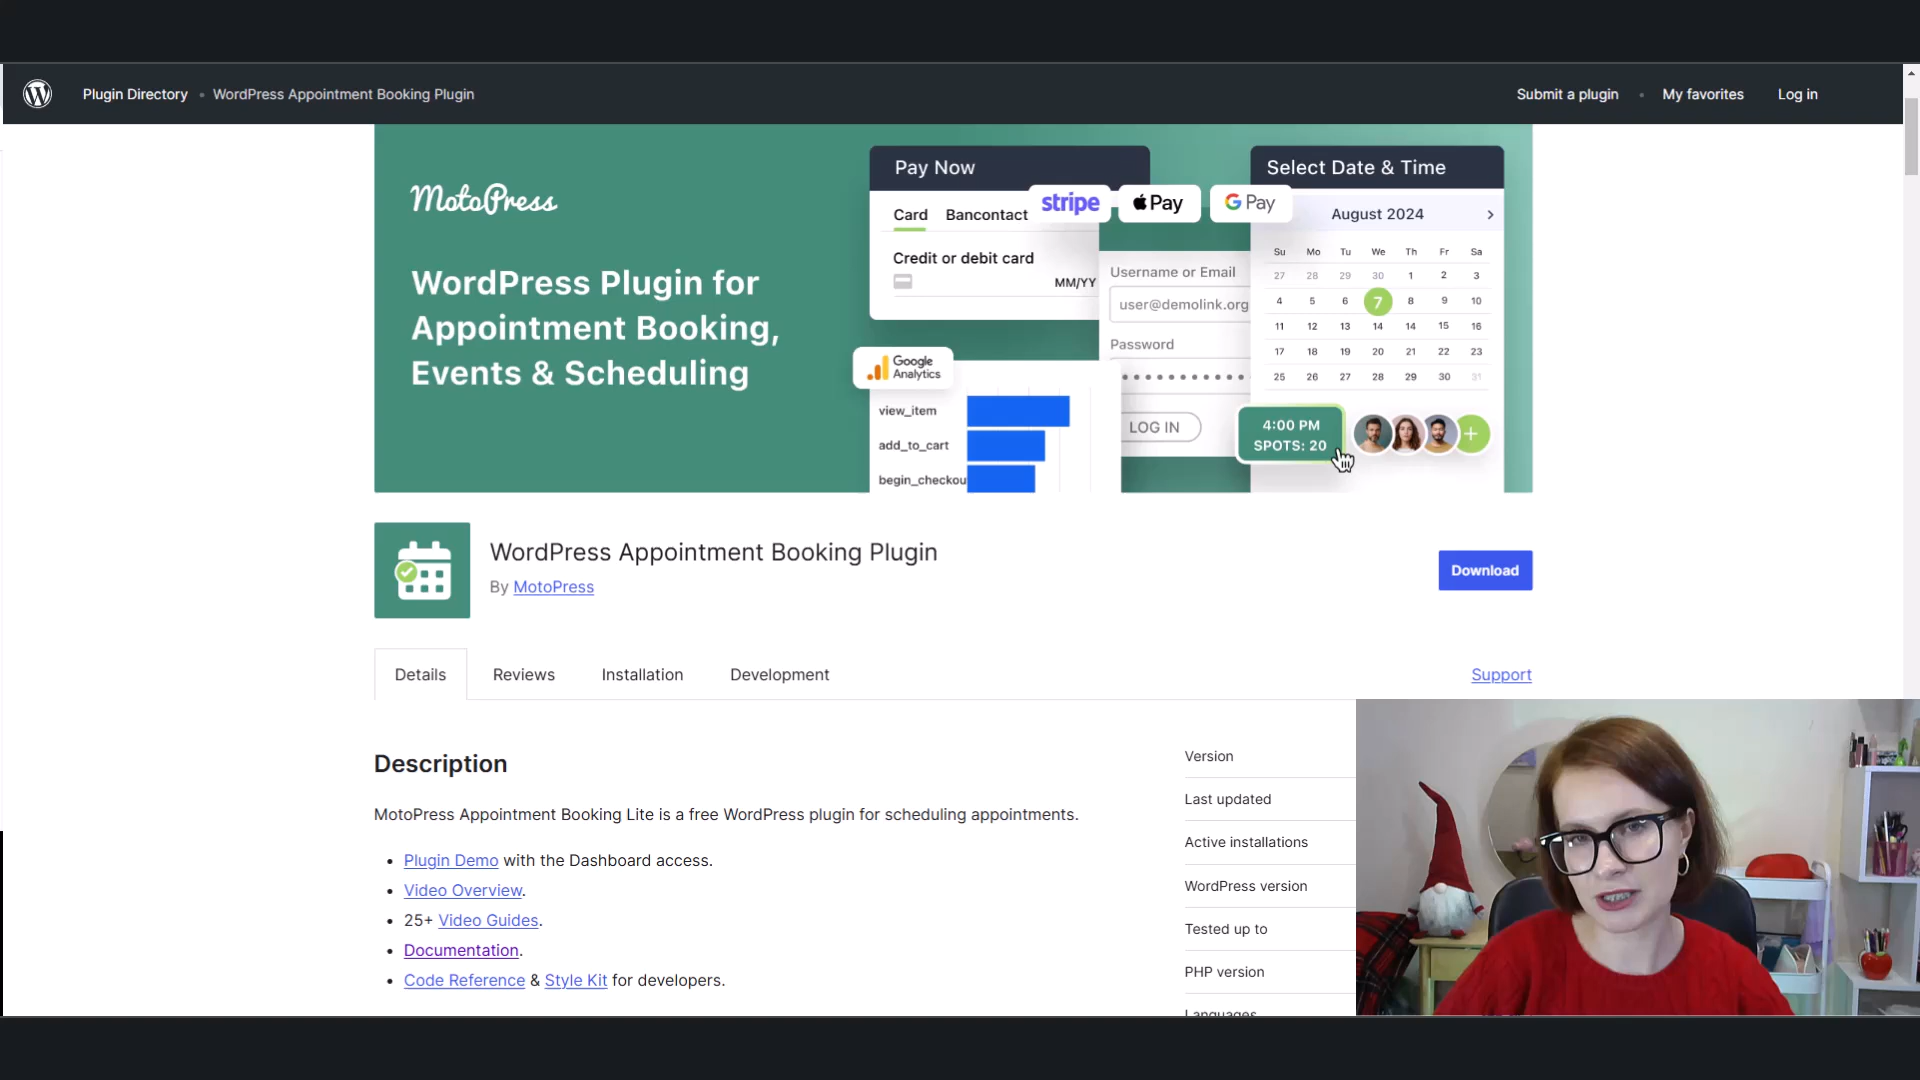 Plugin Directory • WordPress Appointment Booking Plugin
Submit a plugin • My favorites
Log in
MotoPress
WordPress Plugin for
Appointment Booking,
Events & Scheduling
Pay Now
Card Bancontact
Credit or debit card
MM/YY
stripe
Pay
G Pay
Username or Email
user@demolink.org
Password
LOG IN
Google
Analytics
view_item
add_to_cart
begin_checkou
Select Date & Time
August 2024
Su Mo Tu We Th Fr Sa
27 28 29 30 1 2 3
4 5 6 7 8 9 10
11 12 13 14 14 15 16
17 18 19 20 21 22 23
25 26 27 28 29 30 31
4:00 PM
SPOTS: 20
WordPress Appointment Booking Plugin
By MotoPress
Download
Details
Reviews
Installation
Development
Support
Description
MotoPress Appointment Booking Lite is a free WordPress plugin for scheduling appointments.
• Plugin Demo with the Dashboard access.
• Video Overview.
• 25+ Video Guides.
• Documentation.
• Code Reference & Style Kit for developers.
Version
Last updated
Active installations
WordPress version
Tested up to
PHP version
Languages